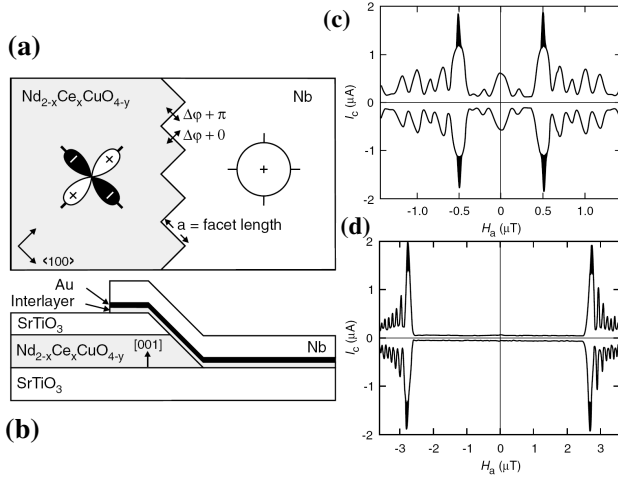 (a)
Nd2-xCexCuO4-y
Nb
Δφ + π
Δφ + 0
+
+
+
a = facet length
‹100›
Au
Interlayer
SrTiO3
Nd2-xCexCuO4-y
[001]
Nb
SrTiO3
(b)
(c)
2
1
0
-1
-2
Ic (μA)
-1.0 -0.5 0 0.5 1.0
Ha (μT)
(d)
2
1
0
-1
-2
Ic (μA)
-3 -2 -1 0 1 2 3
Ha (μT)